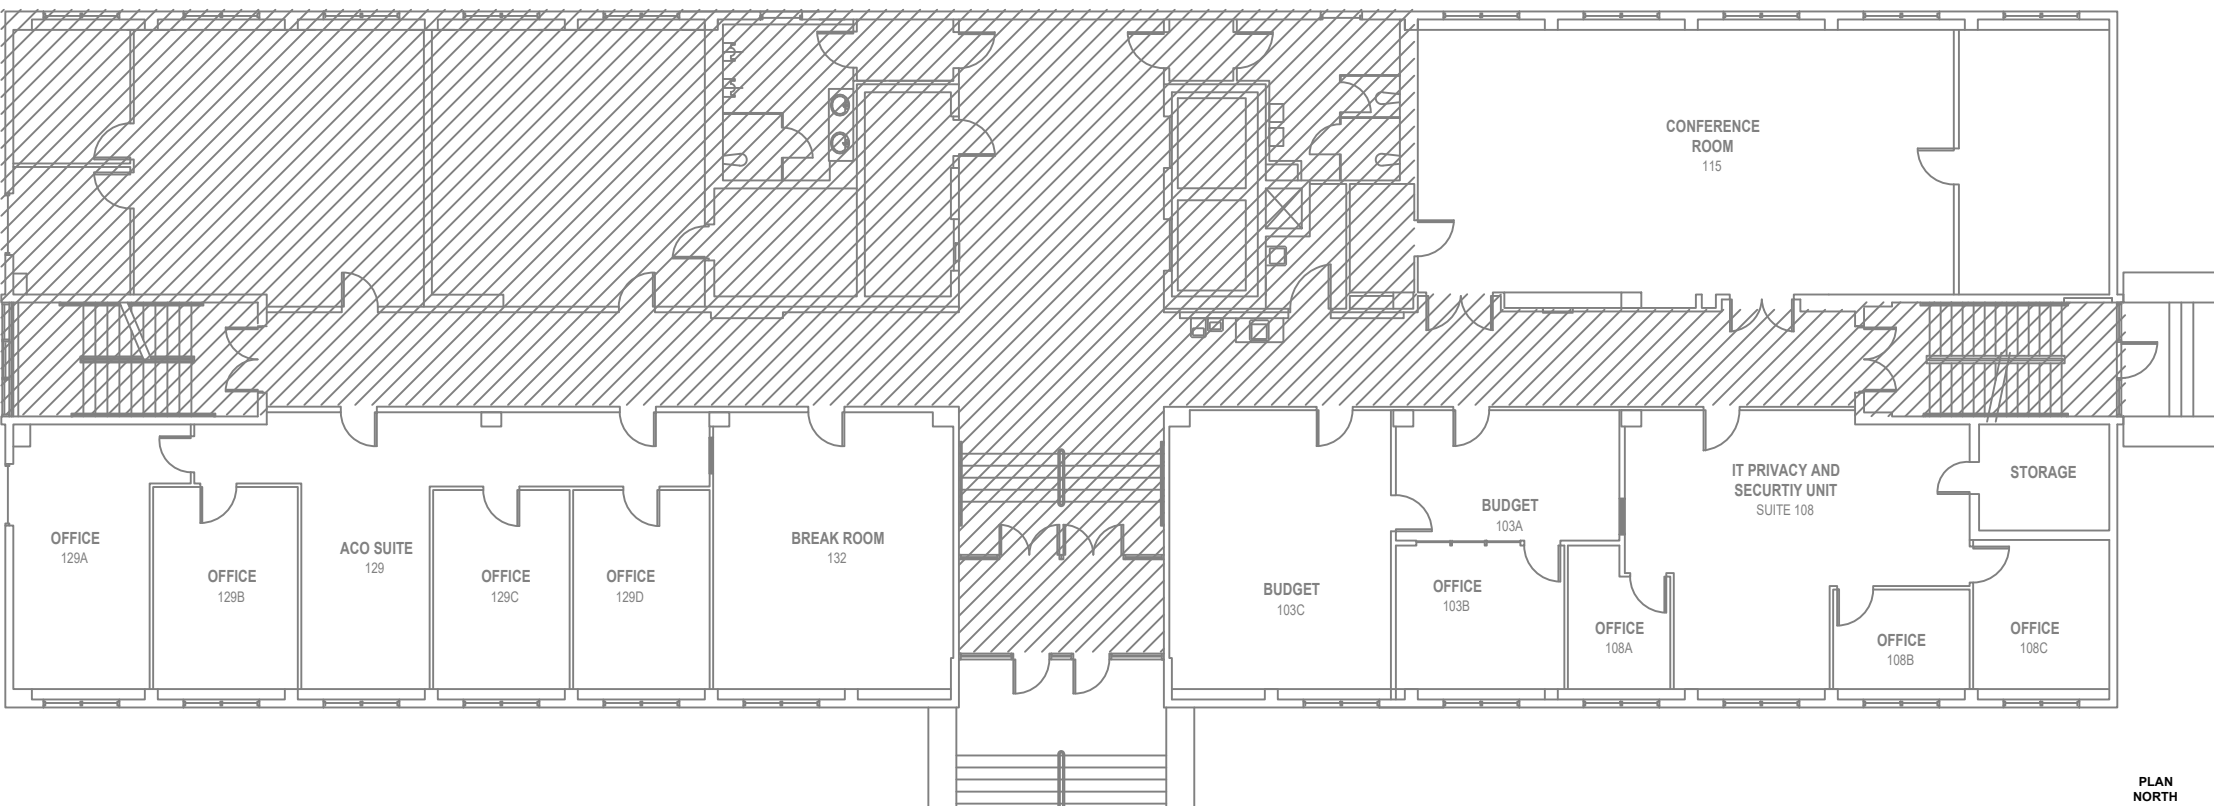 CONFERENCE
ROOM
115
IT PRIVACY AND
SECURTIY UNIT
SUITE 108
STORAGE
BUDGET
103A
OFFICE
129A
ACO SUITE
129
BREAK ROOM
132
OFFICE
129B
OFFICE
129C
OFFICE
129D
BUDGET
103C
OFFICE
103B
OFFICE
108A
OFFICE
108B
OFFICE
108C
PLAN
NORTH